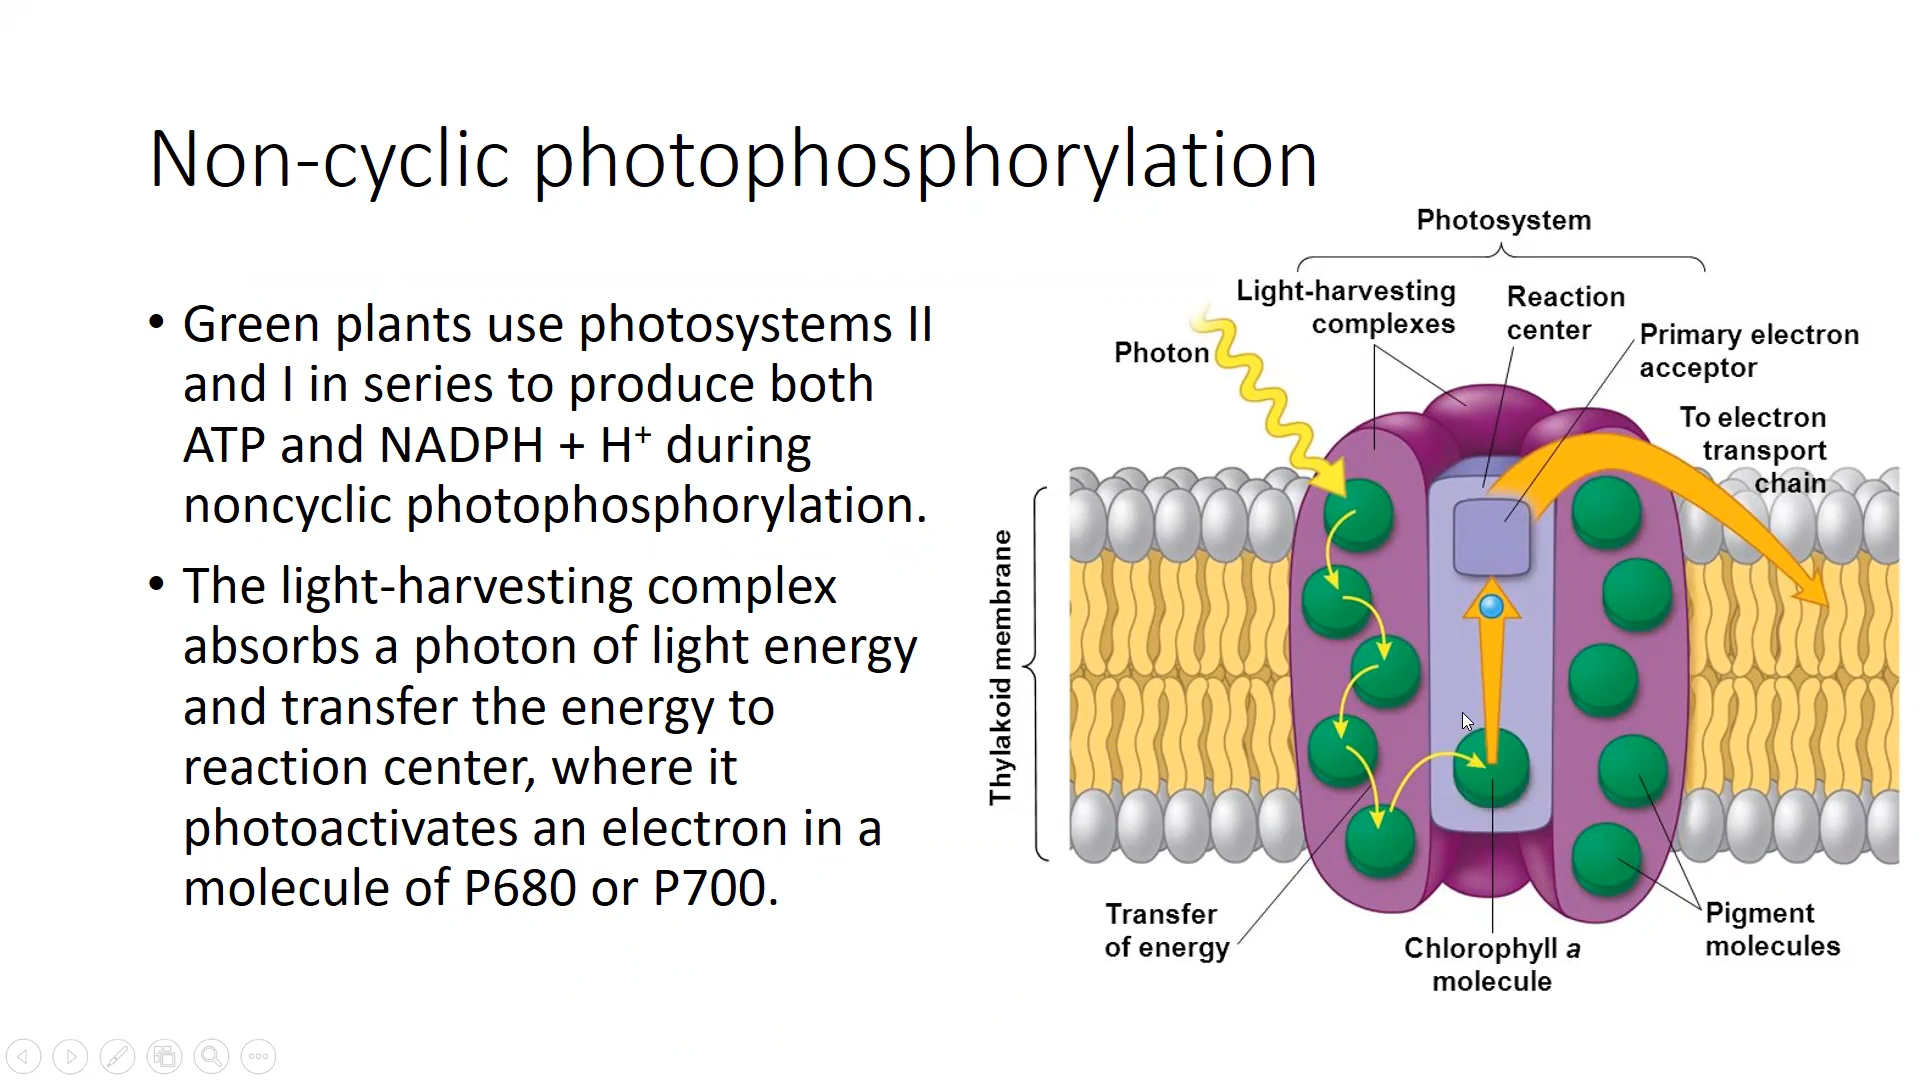 Non-cyclic photophosphorylation
• Green plants use photosystems II
and I in series to produce both
ATP and NADPH + H⁺ during
noncyclic photophosphorylation.
• The light-harvesting complex
absorbs a photon of light energy
and transfer the energy to
reaction center, where it
photoactivates an electron in a
molecule of P680 or P700.
Photosystem
Light-harvesting
complexes
Reaction
center
Photon
Primary electron
acceptor
To electron
transport
chain
Thylakoid membrane
Transfer
of energy
Chlorophyll a
molecule
Pigment
molecules